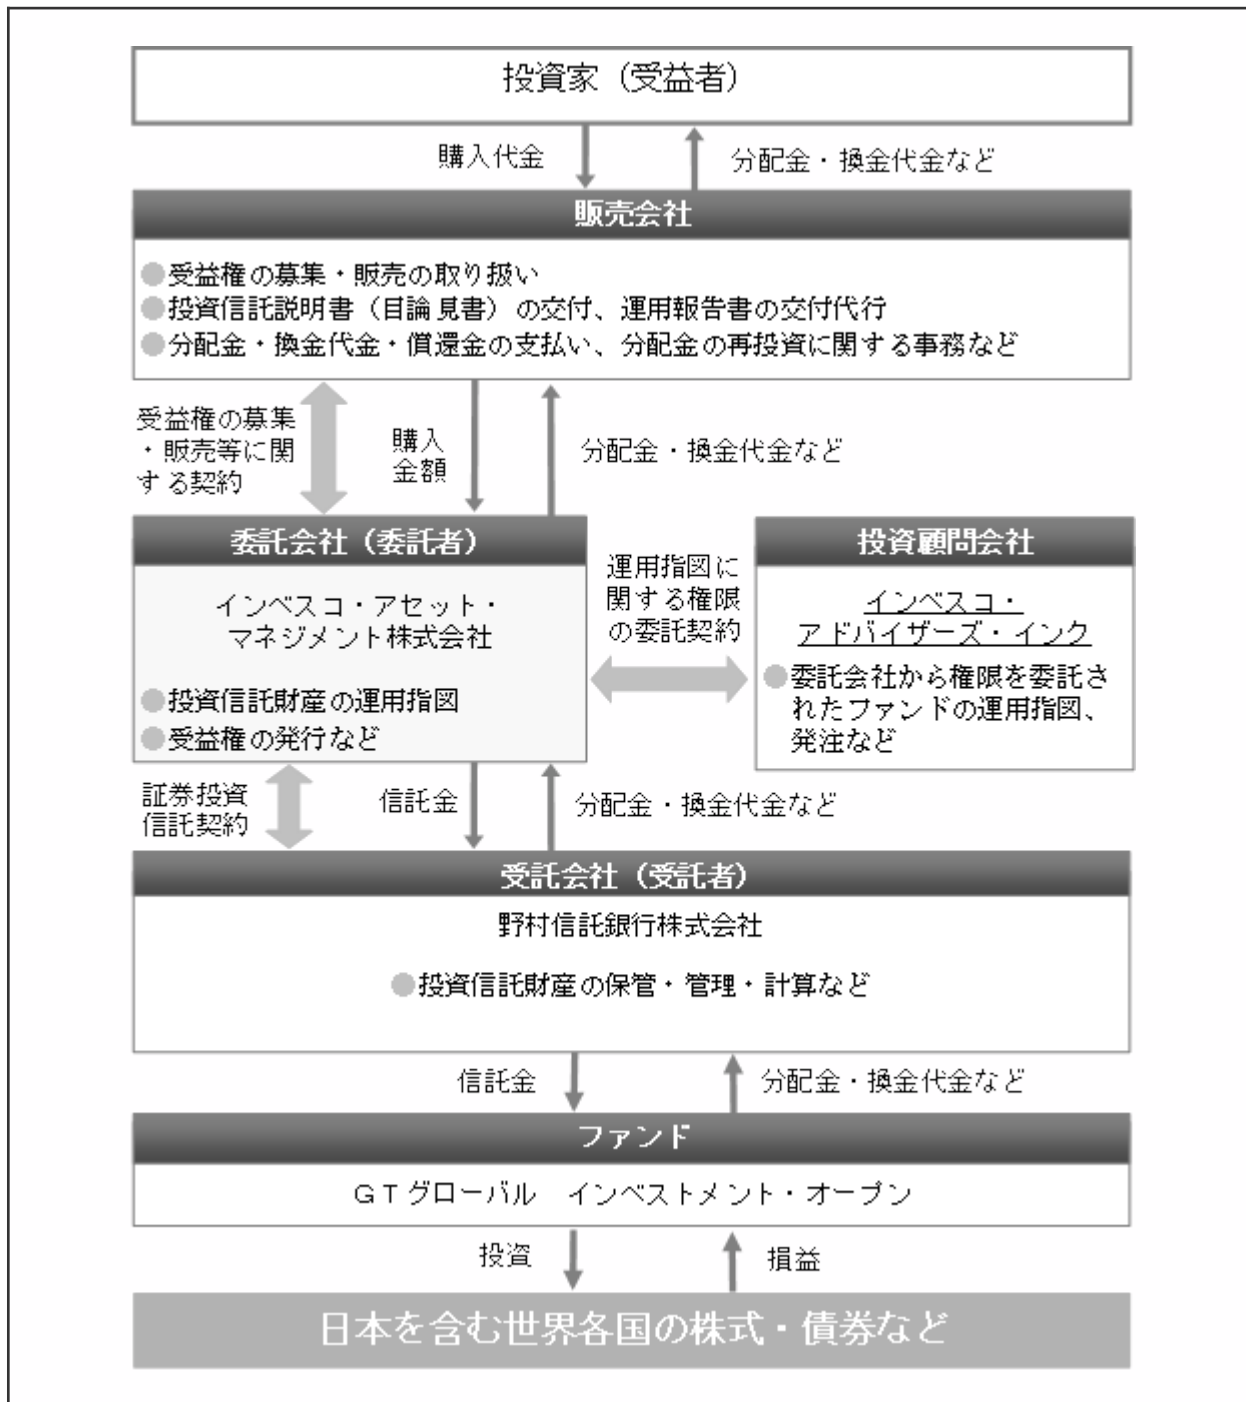 投資家（受益者）
購入代金
分配金・換金代金など
販売会社
●受益権の募集・販売の取り扱い
●投資信託説明書（目論見書）の交付、運用報告書の交付代行
●分配金・換金代金・償還金の支払い、分配金の再投資に関する事務など
受益権の募集
・販売等に関
する契約
購入
金額
分配金・換金代金など
委託会社（委託者）
インベスコ・アセット・
マネジメント株式会社
●投資信託財産の運用指図
●受益権の発行など
運用指図に
関する権限
の委託契約
投資顧問会社
インベスコ・
アドバイザーズ・インク
●委託会社から権限を委託さ
れたファンドの運用指図、
発注など
証券投資
信託契約
信託金
分配金・換金代金など
受託会社（受託者）
野村信託銀行株式会社
●投資信託財産の保管・管理・計算など
信託金
分配金・換金代金など
ファンド
ＧＴグローバル　インベストメント・オープン
投資
損益
日本を含む世界各国の株式・債券など